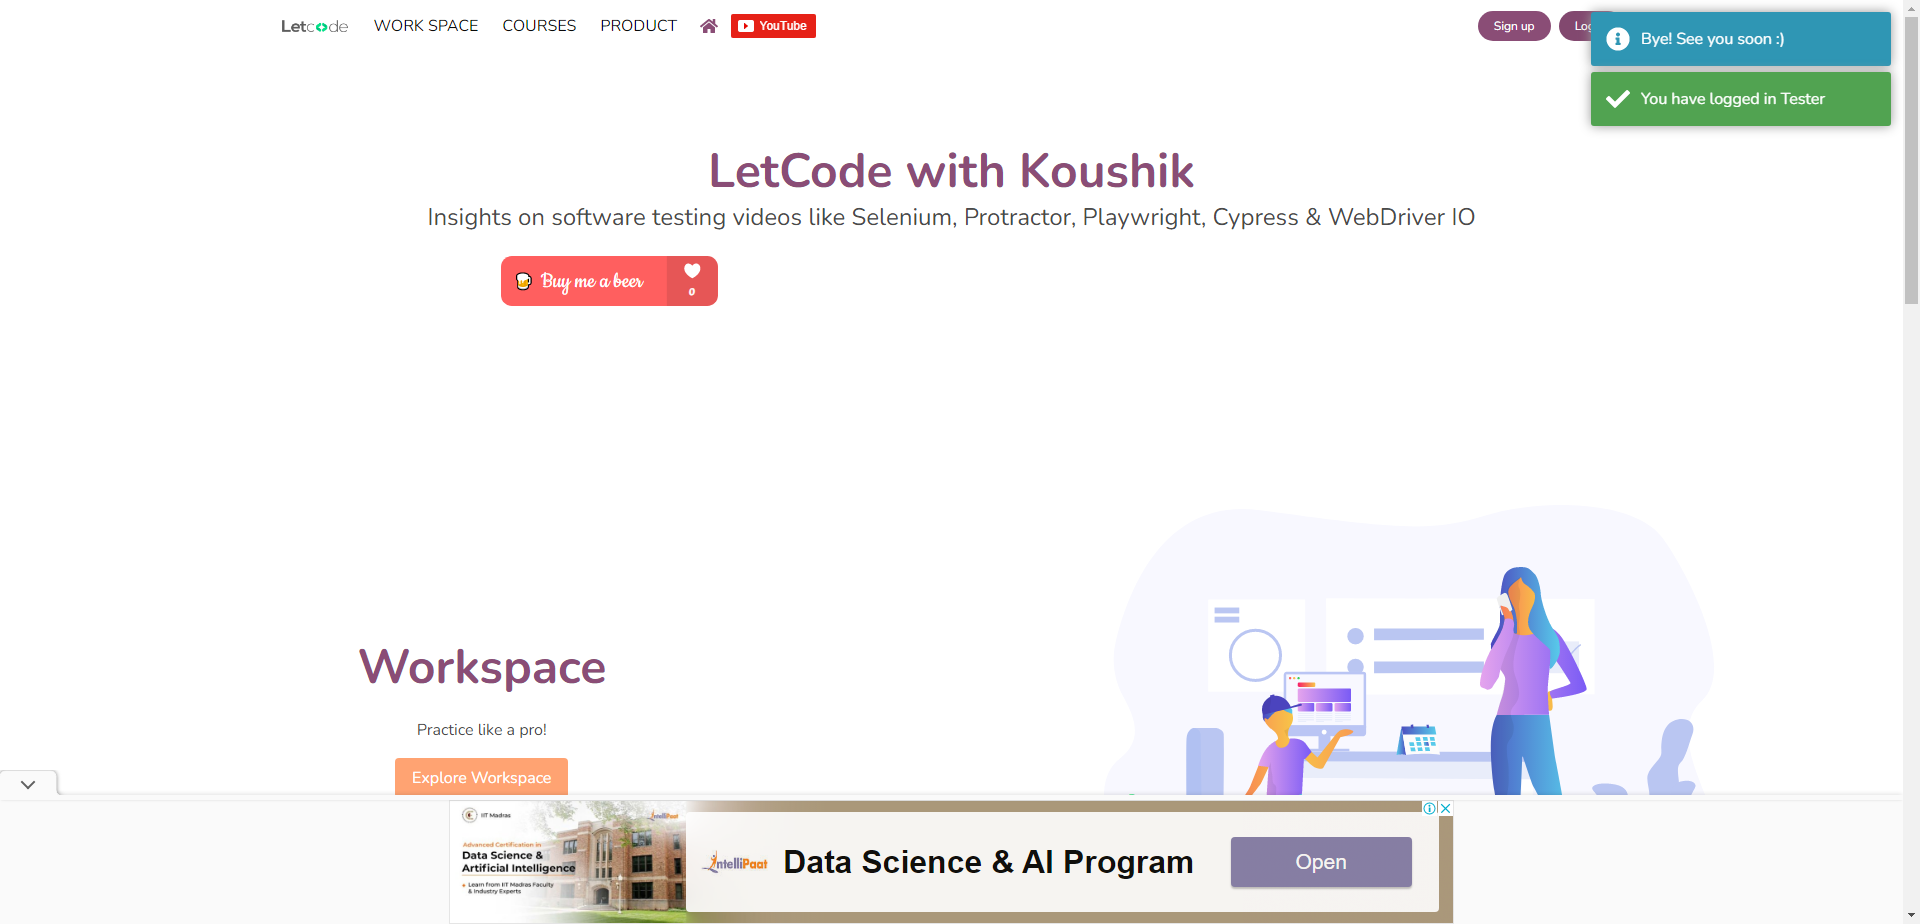 Letcode
WORK SPACE
COURSES
PRODUCT
YouTube
Sign up
Log
Bye! See you soon :)
You have logged in Tester
LetCode with Koushik
Insights on software testing videos like Selenium, Protractor, Playwright, Cypress & WebDriver IO
Buy me a beer
0
Workspace
Practice like a pro!
Explore Workspace
IIT Madras
IntelliPaat
Advanced Certification in
Data Science &
Artificial Intelligence
• Learn from IIT Madras Faculty
& Industry Experts
IntelliPaat
Data Science & AI Program
Open